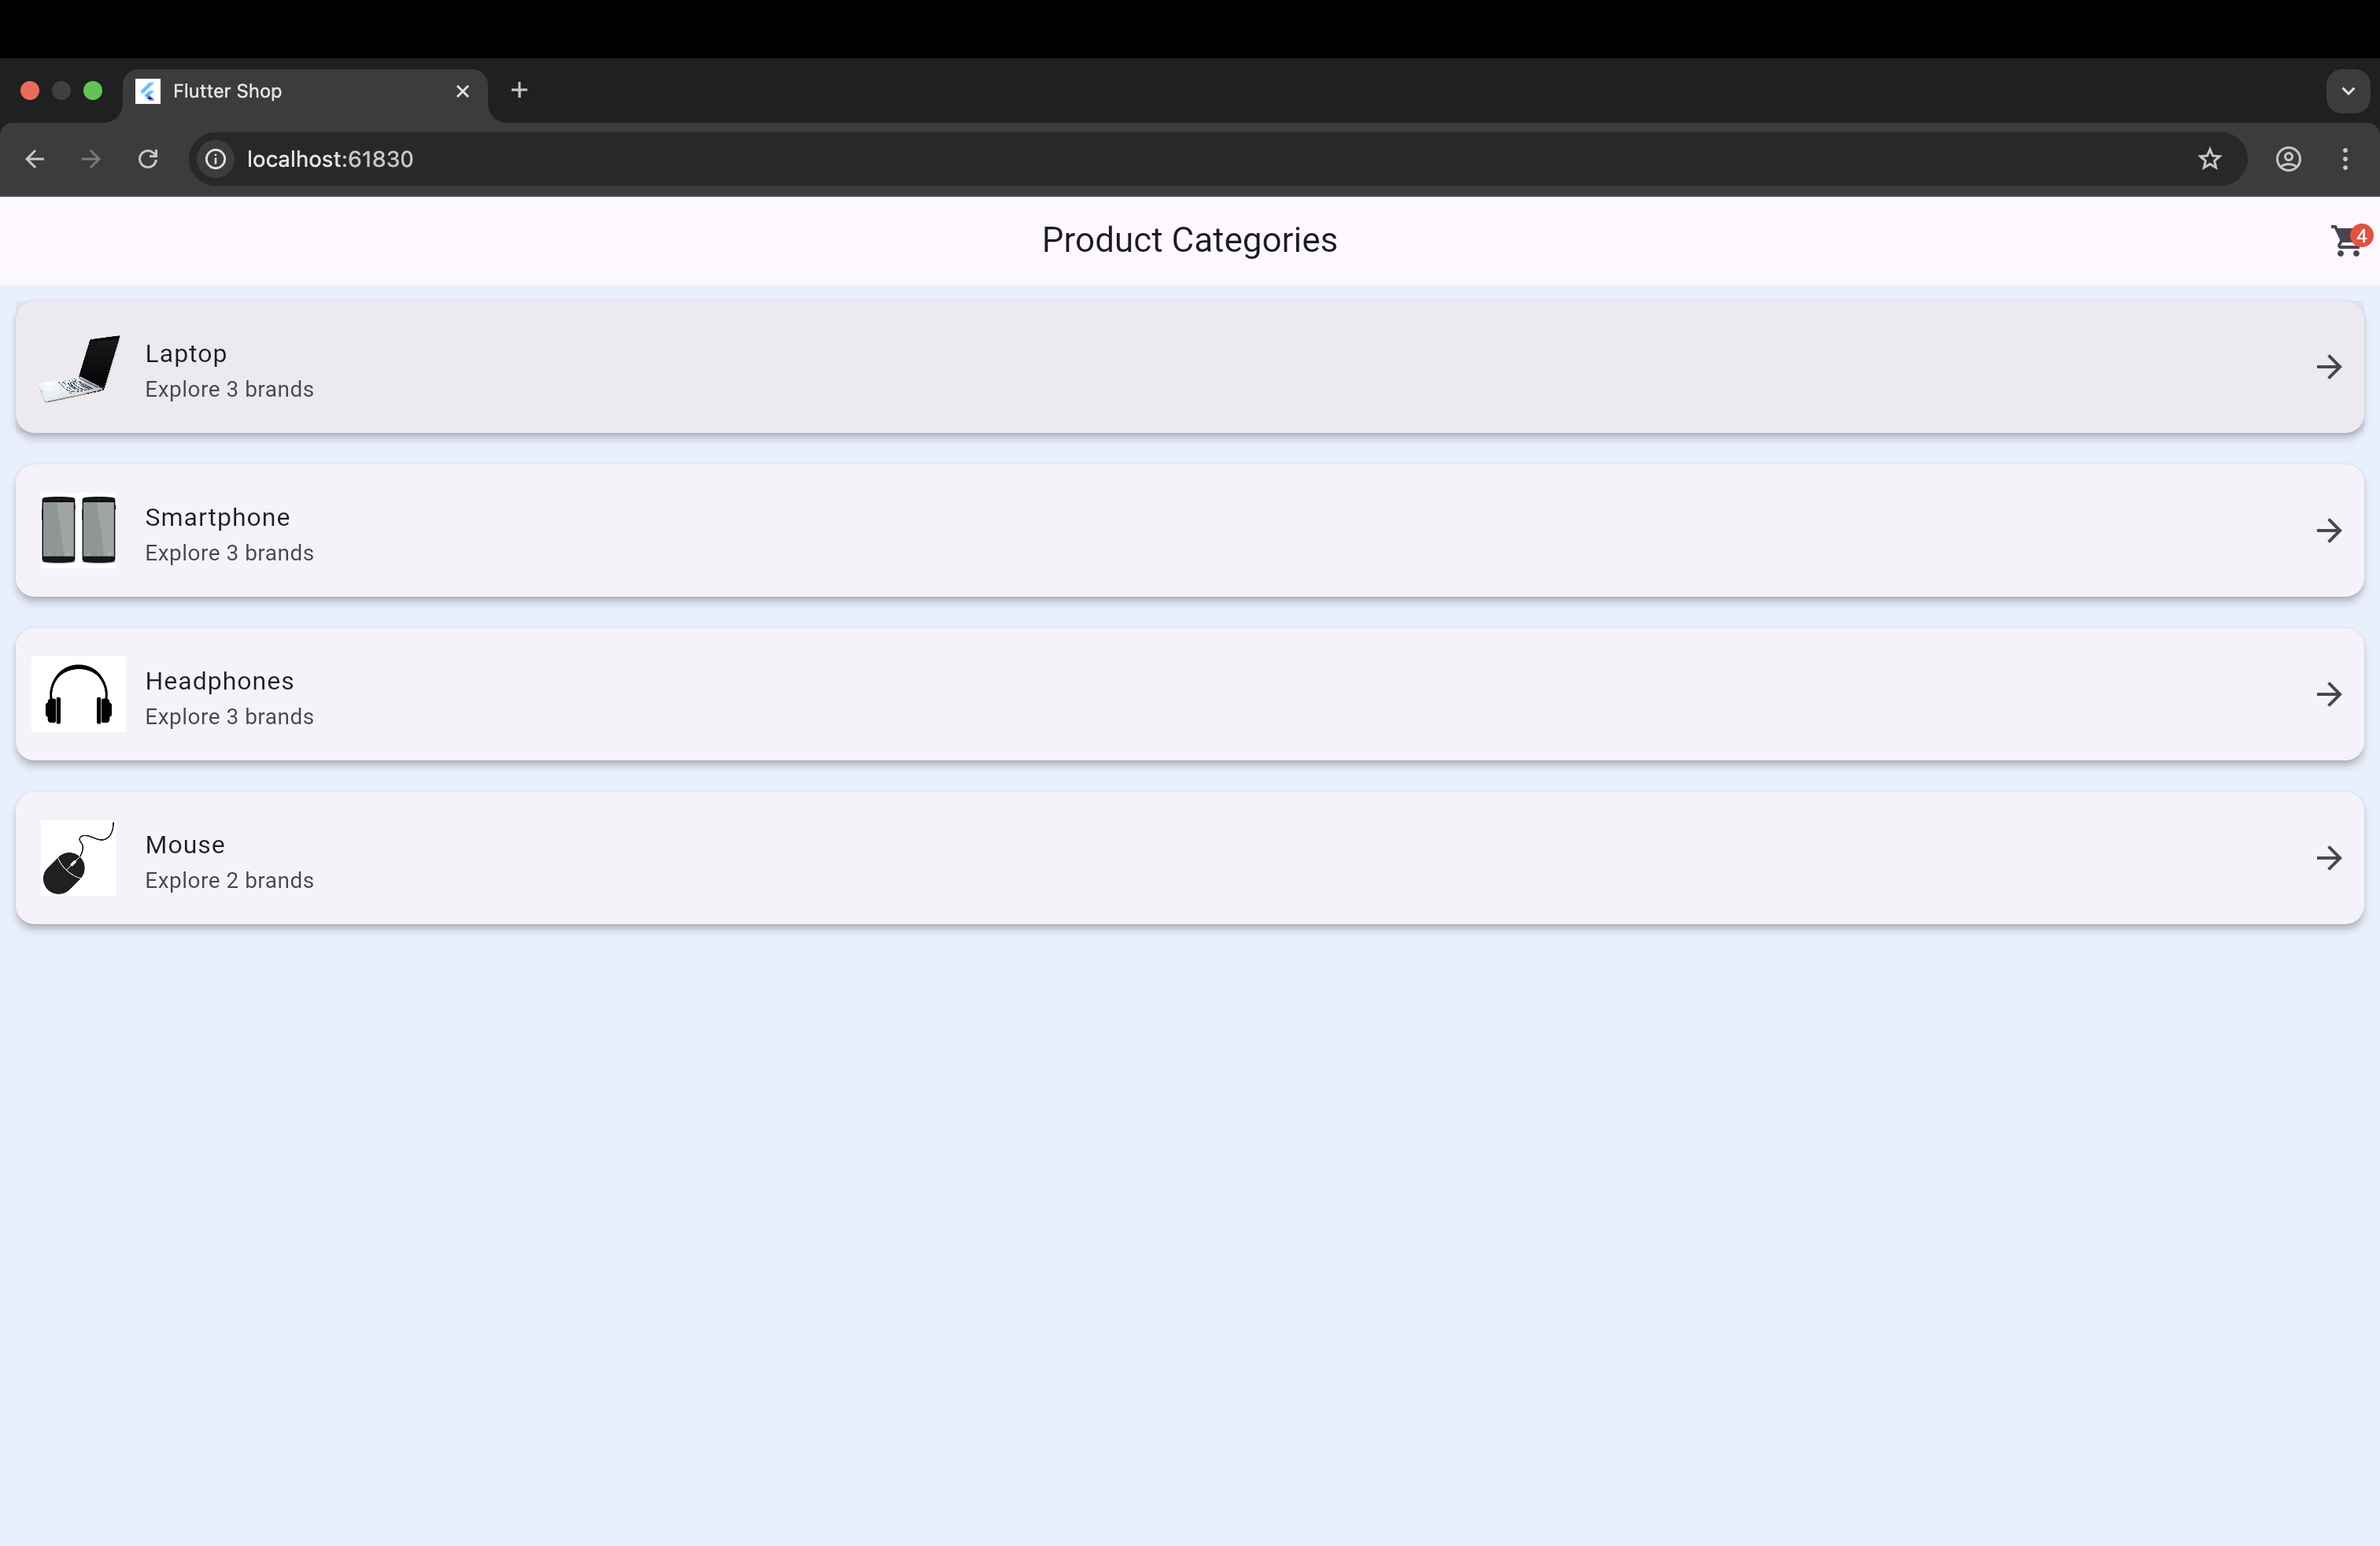 Flutter Shop
localhost:61830
Product Categories
4
Laptop
Explore 3 brands
Smartphone
Explore 3 brands
Headphones
Explore 3 brands
Mouse
Explore 2 brands